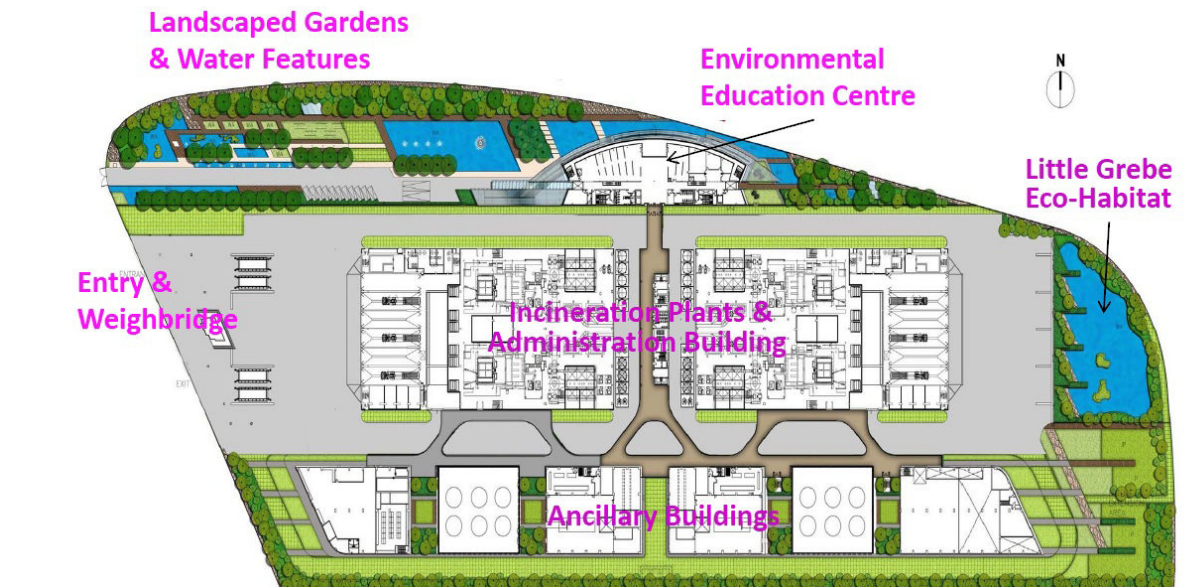 Landscaped Gardens
& Water Features
Environmental
Education Centre
N
Little Grebe
Eco-Habitat
Entry &
Weighbridge
Incineration Plants &
Administration Building
EXIT
Ancillary Buildings